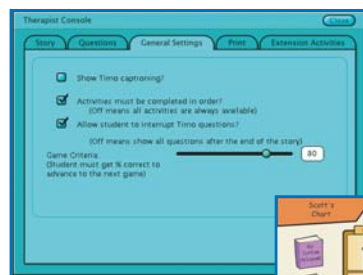 Therapist Console
Close
Story
Questions
General Settings
Print
Extension Activities
Show Timo captioning?
Activities must be completed in order?
(Off means all activities are always available)
Allow student to interrupt Timo questions?
(Off means show all questions after the end of the story)
Game Criteria:
(Student must get % correct to
advance to the next game)
80
Scott's
Chart